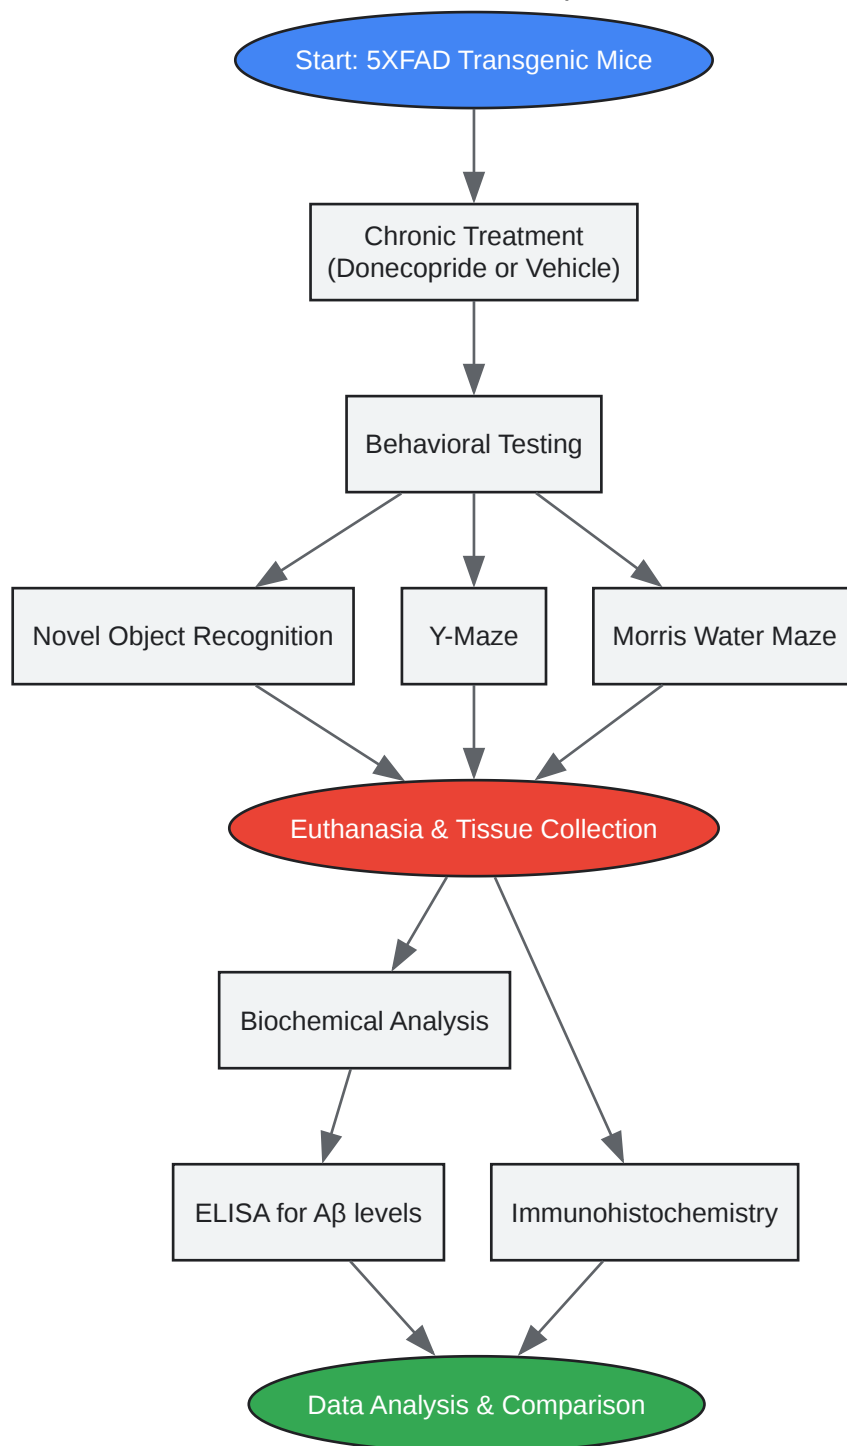 Start: 5XFAD Transgenic Mice
Chronic Treatment
(Donecopride or Vehicle)
Behavioral Testing
Novel Object Recognition
Y-Maze
Morris Water Maze
Euthanasia & Tissue Collection
Biochemical Analysis
ELISA for Aβ levels
Immunohistochemistry
Data Analysis & Comparison